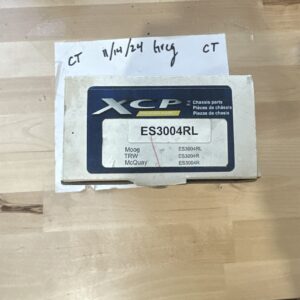 CT 11/14/24 Greg CT
XCP
Chassis parts
Pièces de châssis
Piezas de chasis
ES3004RL
Moog ES3004RL
TRW ES3004R
McQuay ES3004R